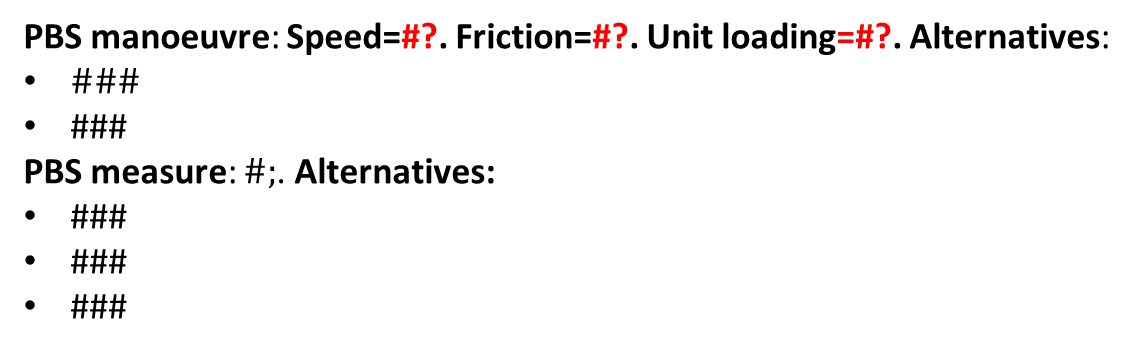 PBS manoeuvre: Speed=#?. Friction=#?. Unit loading=#?. Alternatives:
• ###
• ###
PBS measure: #;. Alternatives:
• ###
• ###
• ###